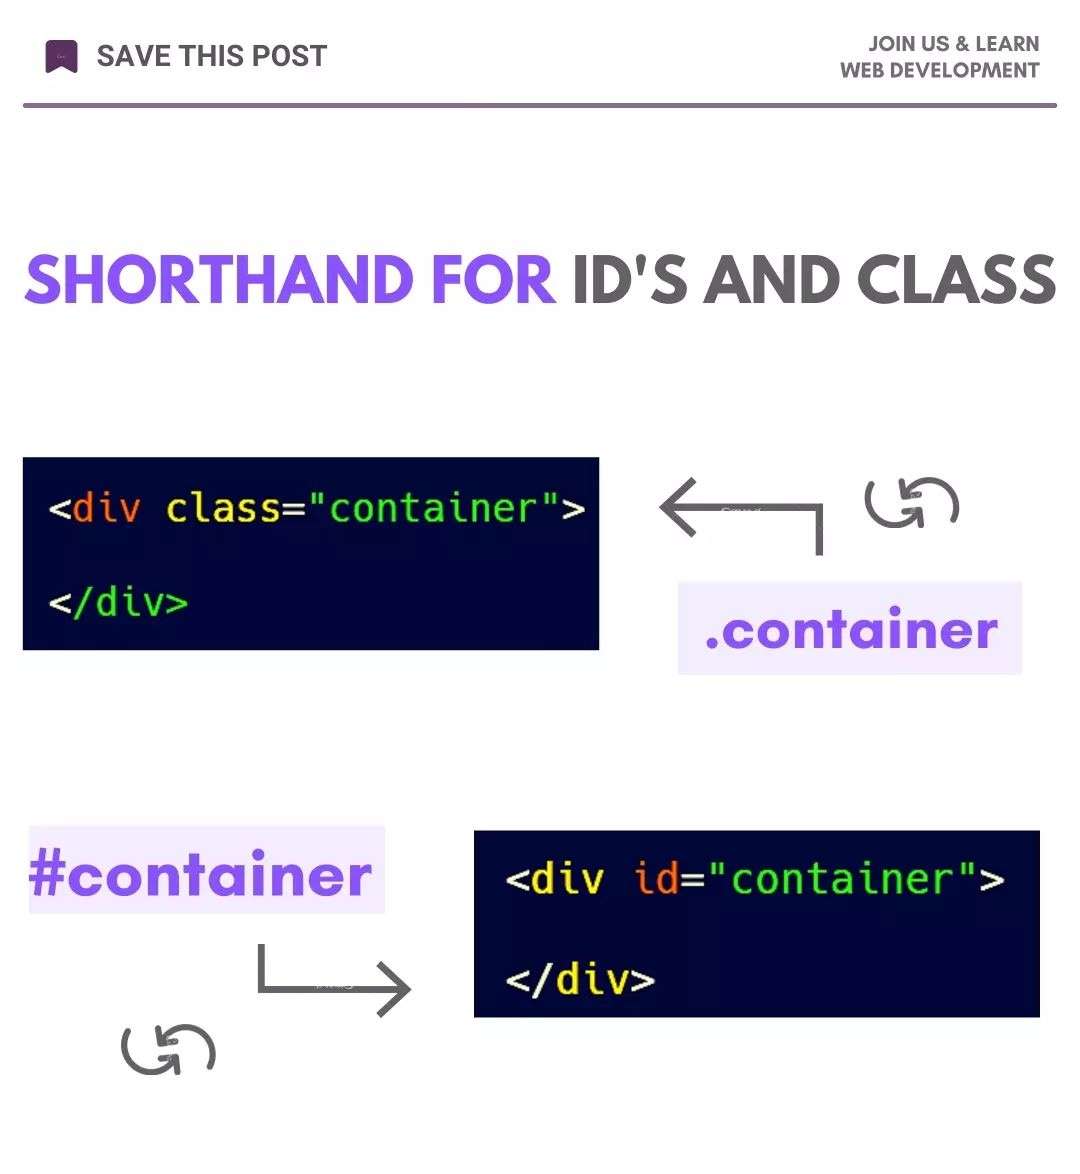 SAVE THIS POST
JOIN US & LEARN
WEB DEVELOPMENT
SHORTHAND FOR ID'S AND CLASS
<div class="container">
</div>
.container
#container
<div id="container">
</div>